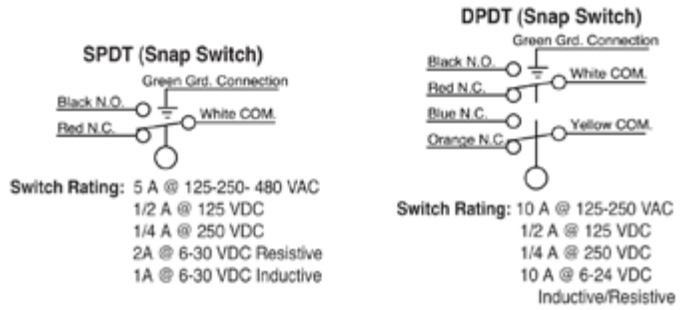 SPDT (Snap Switch)
Green Grd. Connection
Black N.O.
White COM.
Red N.C.
Switch Rating: 5 A @ 125-250- 480 VAC
1/2 A @ 125 VDC
1/4 A @ 250 VDC
2A @ 6-30 VDC Resistive
1A @ 6-30 VDC Inductive
DPDT (Snap Switch)
Green Grd. Connection
Black N.O.
White COM.
Red N.C.
Blue N.C.
Yellow COM.
Orange N.C.
Switch Rating: 10 A @ 125-250 VAC
1/2 A @ 125 VDC
1/4 A @ 250 VDC
10 A @ 6-24 VDC
Inductive/Resistive